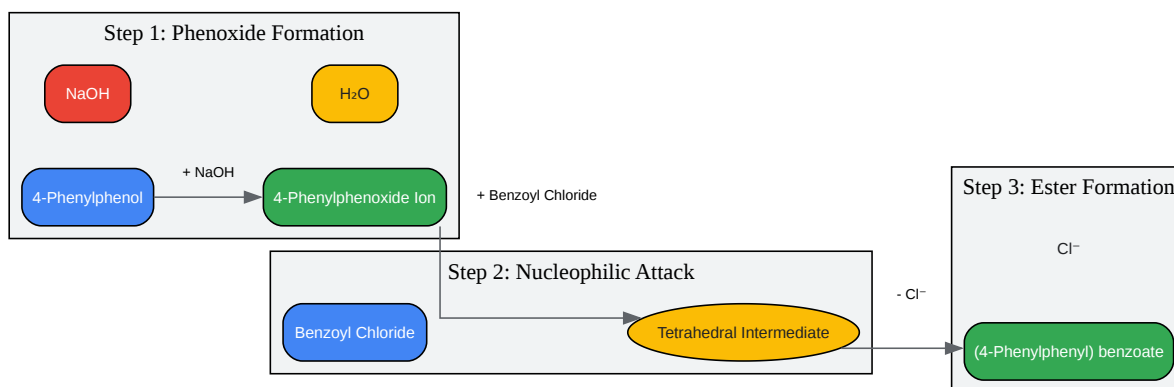 Step 1: Phenoxide Formation
NaOH
H₂O
4-Phenylphenol
+ NaOH
4-Phenylphenoxide Ion
+ Benzoyl Chloride
Step 2: Nucleophilic Attack
Benzoyl Chloride
Tetrahedral Intermediate
- Cl⁻
Step 3: Ester Formation
Cl⁻
(4-Phenylphenyl) benzoate